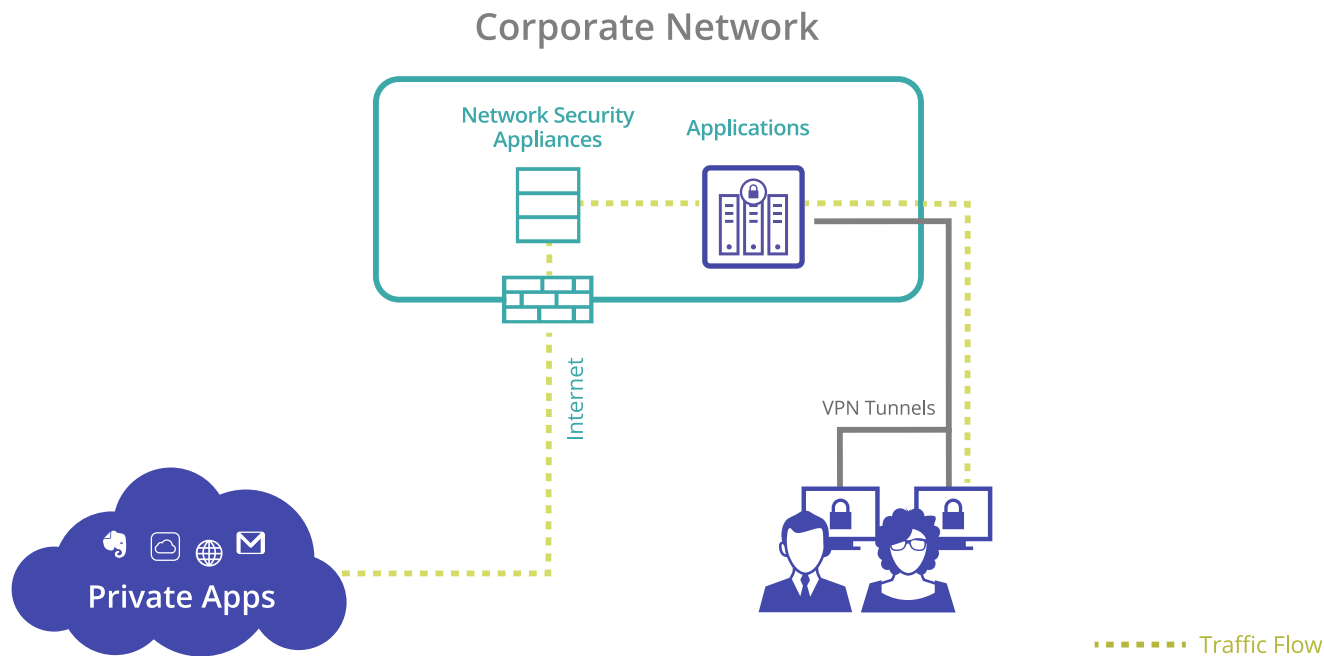 Corporate Network
Network Security
Appliances
Applications
Internet
VPN Tunnels
Private Apps
Traffic Flow